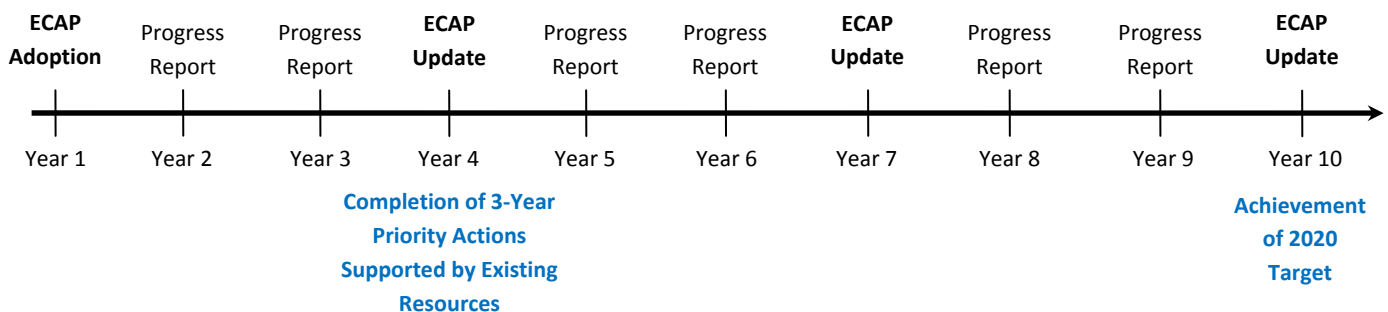 ECAP
Adoption
Progress
Report
Progress
Report
ECAP
Update
Progress
Report
Progress
Report
ECAP
Update
Progress
Report
Progress
Report
ECAP
Update
Year 1
Year 2
Year 3
Year 4
Year 5
Year 6
Year 7
Year 8
Year 9
Year 10
Completion of 3-Year
Priority Actions
Supported by Existing
Resources
Achievement
of 2020
Target